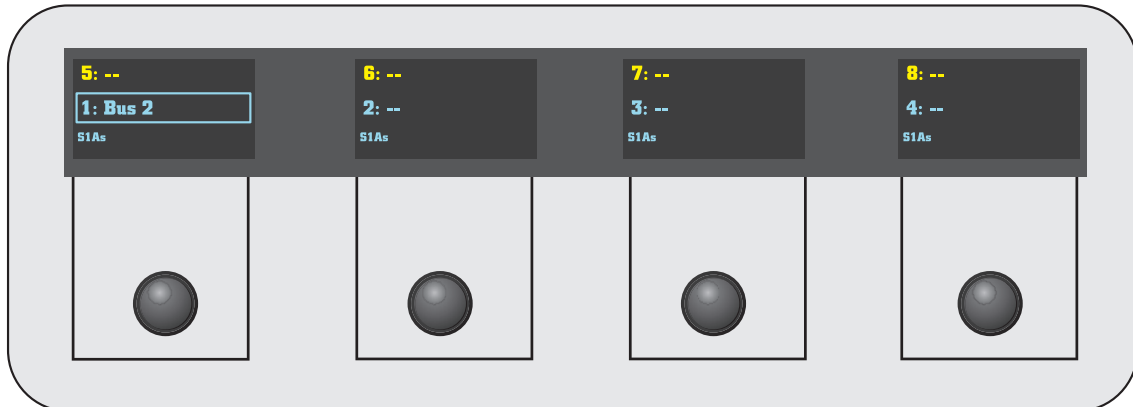 5: --
1: Bus 2
S1As
6: --
2: --
S1As
7: --
3: --
S1As
8: --
4: --
S1As